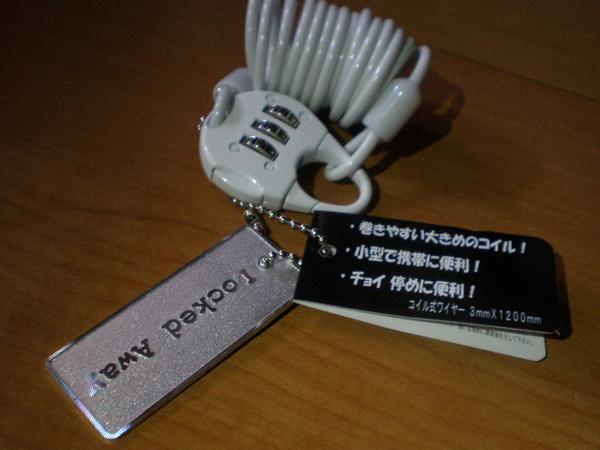 ・巻きやすい大きめのコイル！
・小型で携帯に便利！
・チョイ 停めに便利！
コイル式ワイヤー 3mmX1200mm
Locked Away